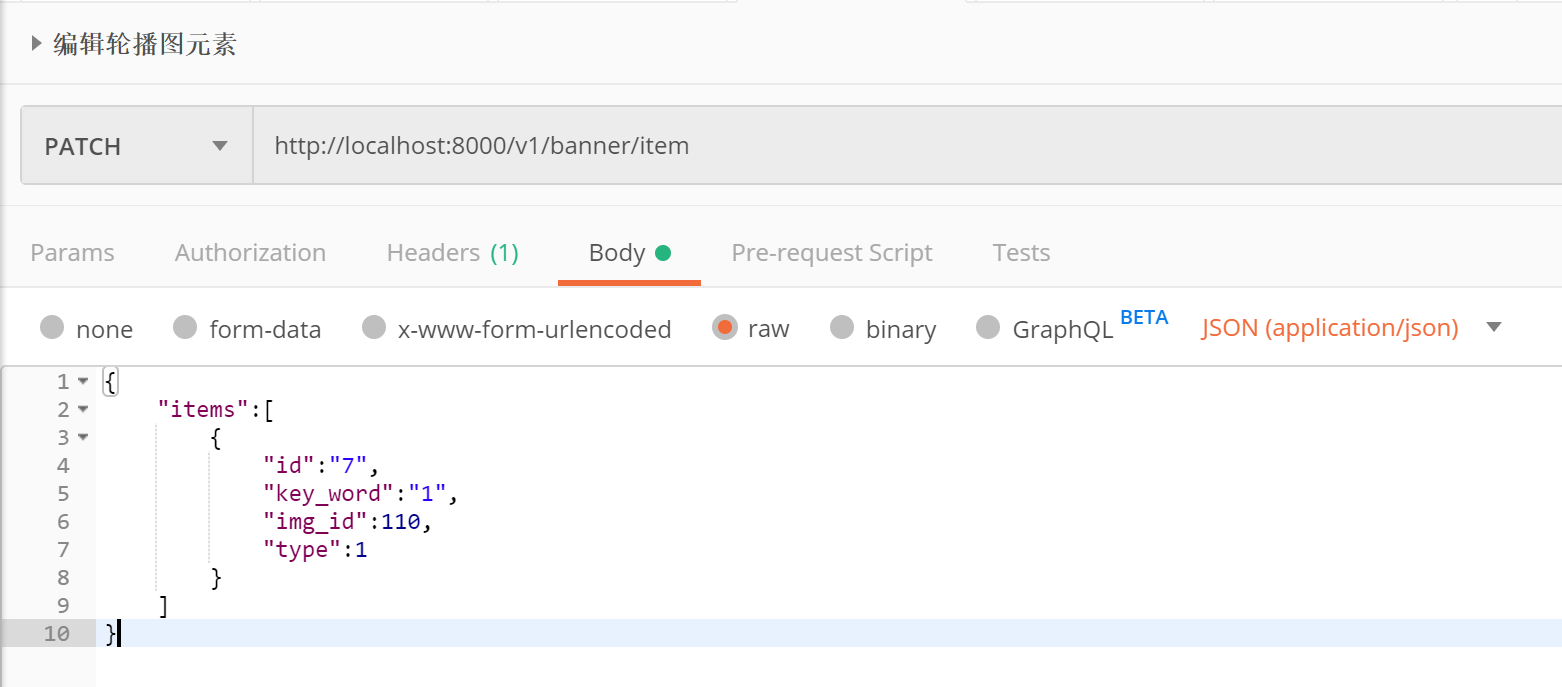 编辑轮播图元素
PATCH http://localhost:8000/v1/banner/item
Params Authorization Headers (1) Body Pre-request Script Tests
none form-data x-www-form-urlencoded raw binary GraphQL BETA JSON (application/json)
1 {
2 "items":[
3 {
4 "id":"7",
5 "key_word":"1",
6 "img_id":110,
7 "type":1
8 }
9 ]
10 }